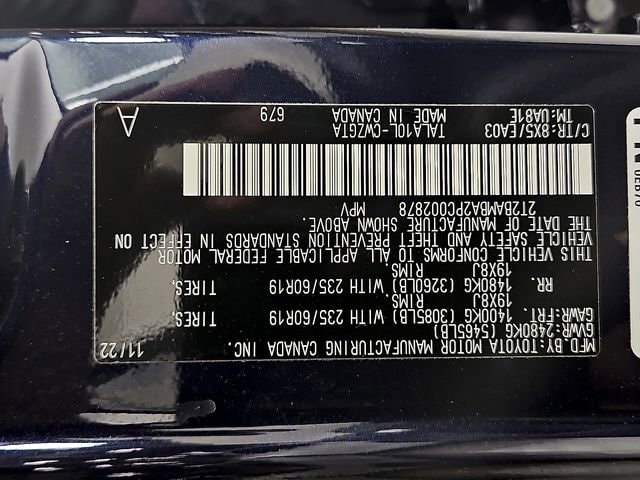 MFD.BY:TOYOTA MOTOR MANUFACTURING CANADA INC. 11/22
GVWR:2480KG (5465LB)
GAWR:FRT: 1400KG (3085LB) WITH 235/60R19 TIRES,
19X8J RIMS
RR. 1480KG (3260LB) WITH 235/60R19 TIRES,
19X8J RIMS
THIS VEHICLE CONFORMS TO ALL APPLICABLE FEDERAL MOTOR
VEHICLE SAFETY AND THEFT PREVENTION STANDARDS IN EFFECT ON
THE DATE OF MANUFACTURE SHOWN ABOVE.
2T2BAMBA2PC002878 MPV
C/TR:8X5/EA03 TALA10L-CWZGTA
TM:UA81E MADE IN CANADA 679 A